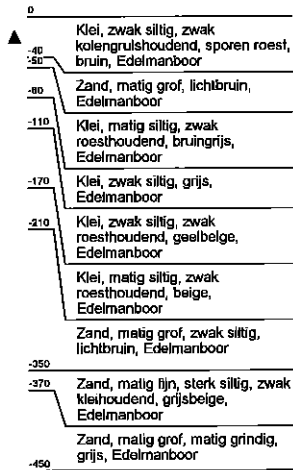 0
Klei, zwak siltig, zwak
kolengruishoudend, sporen roest,
bruin, Edelmanboor
-40
-50
Zand, matig grof, lichtbruin,
Edelmanboor
-80
Klei, matig siltig, zwak
roesthoudend, bruingrijs,
Edelmanboor
-110
Klei, zwak siltig, grijs,
Edelmanboor
-170
Klei, zwak siltig, zwak
roesthoudend, geelbeige,
Edelmanboor
-210
Klei, matig siltig, zwak
roesthoudend, beige,
Edelmanboor
Zand, matig grof, zwak siltig,
lichtbruin, Edelmanboor
-350
-370
Zand, matig fijn, sterk siltig, zwak
kleihoudend, grijsbeige,
Edelmanboor
Zand, matig grof, matig grindig,
grijs, Edelmanboor
-450